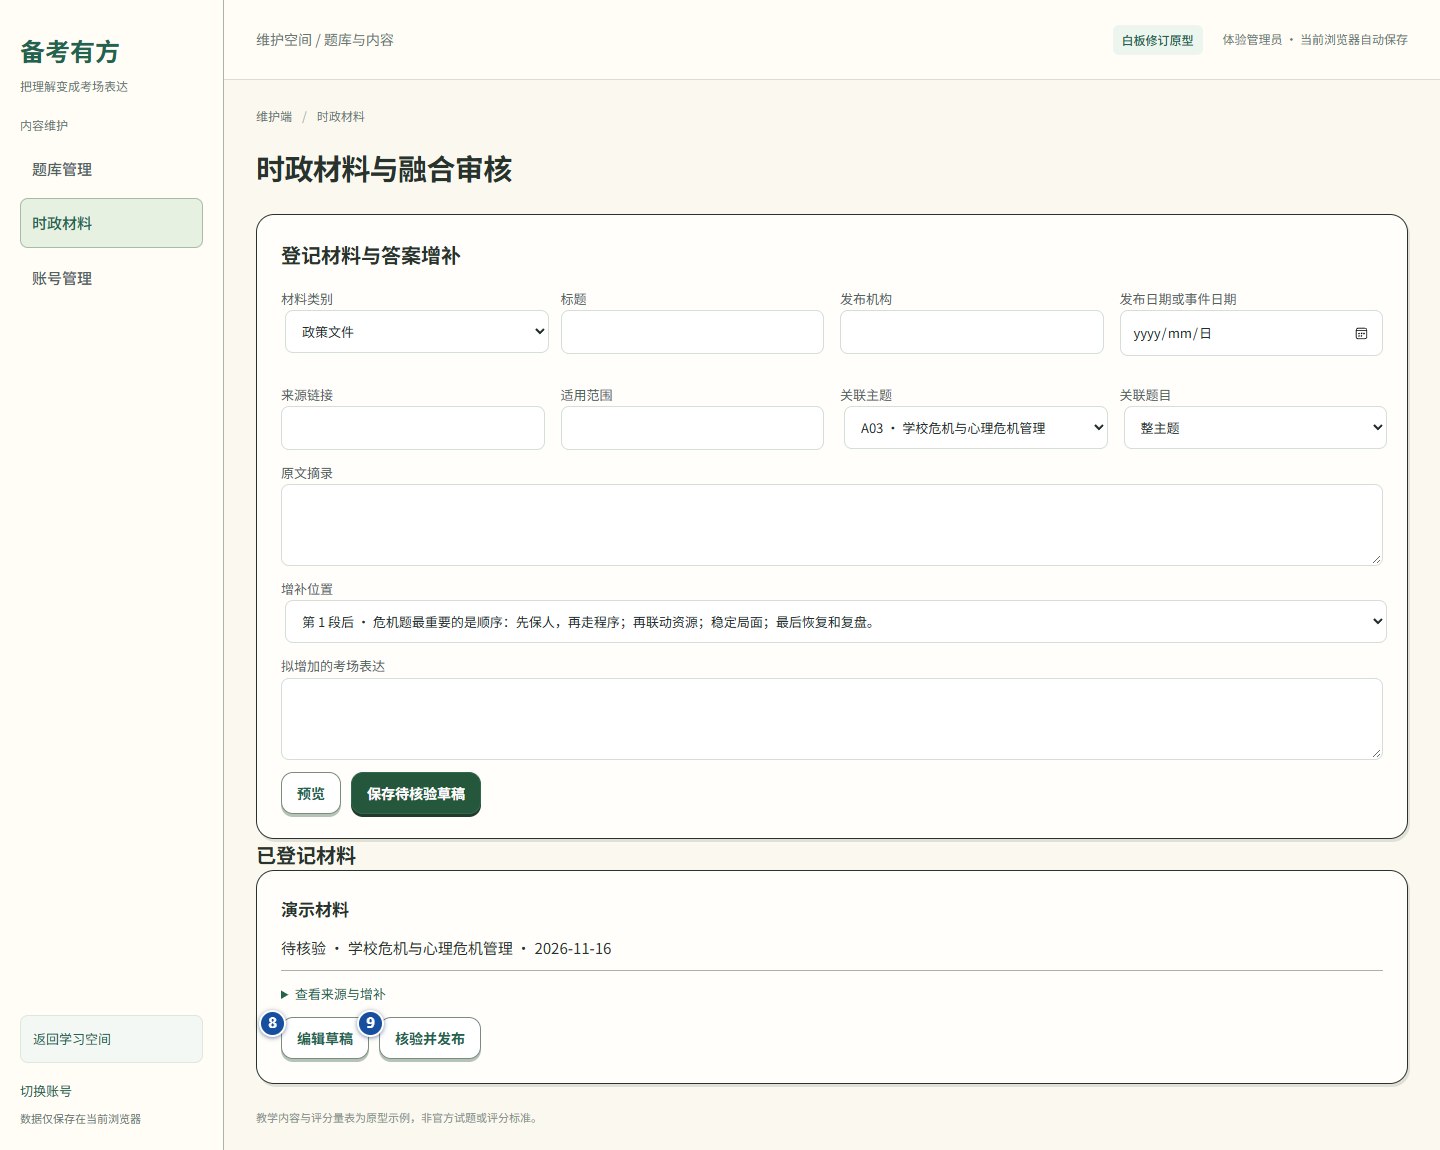 备考有方
把理解变成考场表达
内容维护
题库管理
时政材料
账号管理
返回学习空间
切换账号
数据仅保存在当前浏览器
维护空间 / 题库与内容
白板修订原型
体验管理员 · 当前浏览器自动保存
维护端 / 时政材料
时政材料与融合审核
登记材料与答案增补
材料类别 标题 发布机构 发布日期或事件日期
政策文件 yyyy/mm/日
来源链接 适用范围 关联主题 关联题目
A03 · 学校危机与心理危机管理 整主题
原文摘录
增补位置
第 1 段后 · 危机题最重要的是顺序：先保人，再走程序；再联动资源；稳定局面；最后恢复和复盘。
拟增加的考场表达
预览 保存待核验草稿
已登记材料
演示材料
待核验 · 学校危机与心理危机管理 · 2026-11-16
▶ 查看来源与增补
8 编辑草稿 9 核验并发布
教学内容与评分量表为原型示例，非官方试题或评分标准。